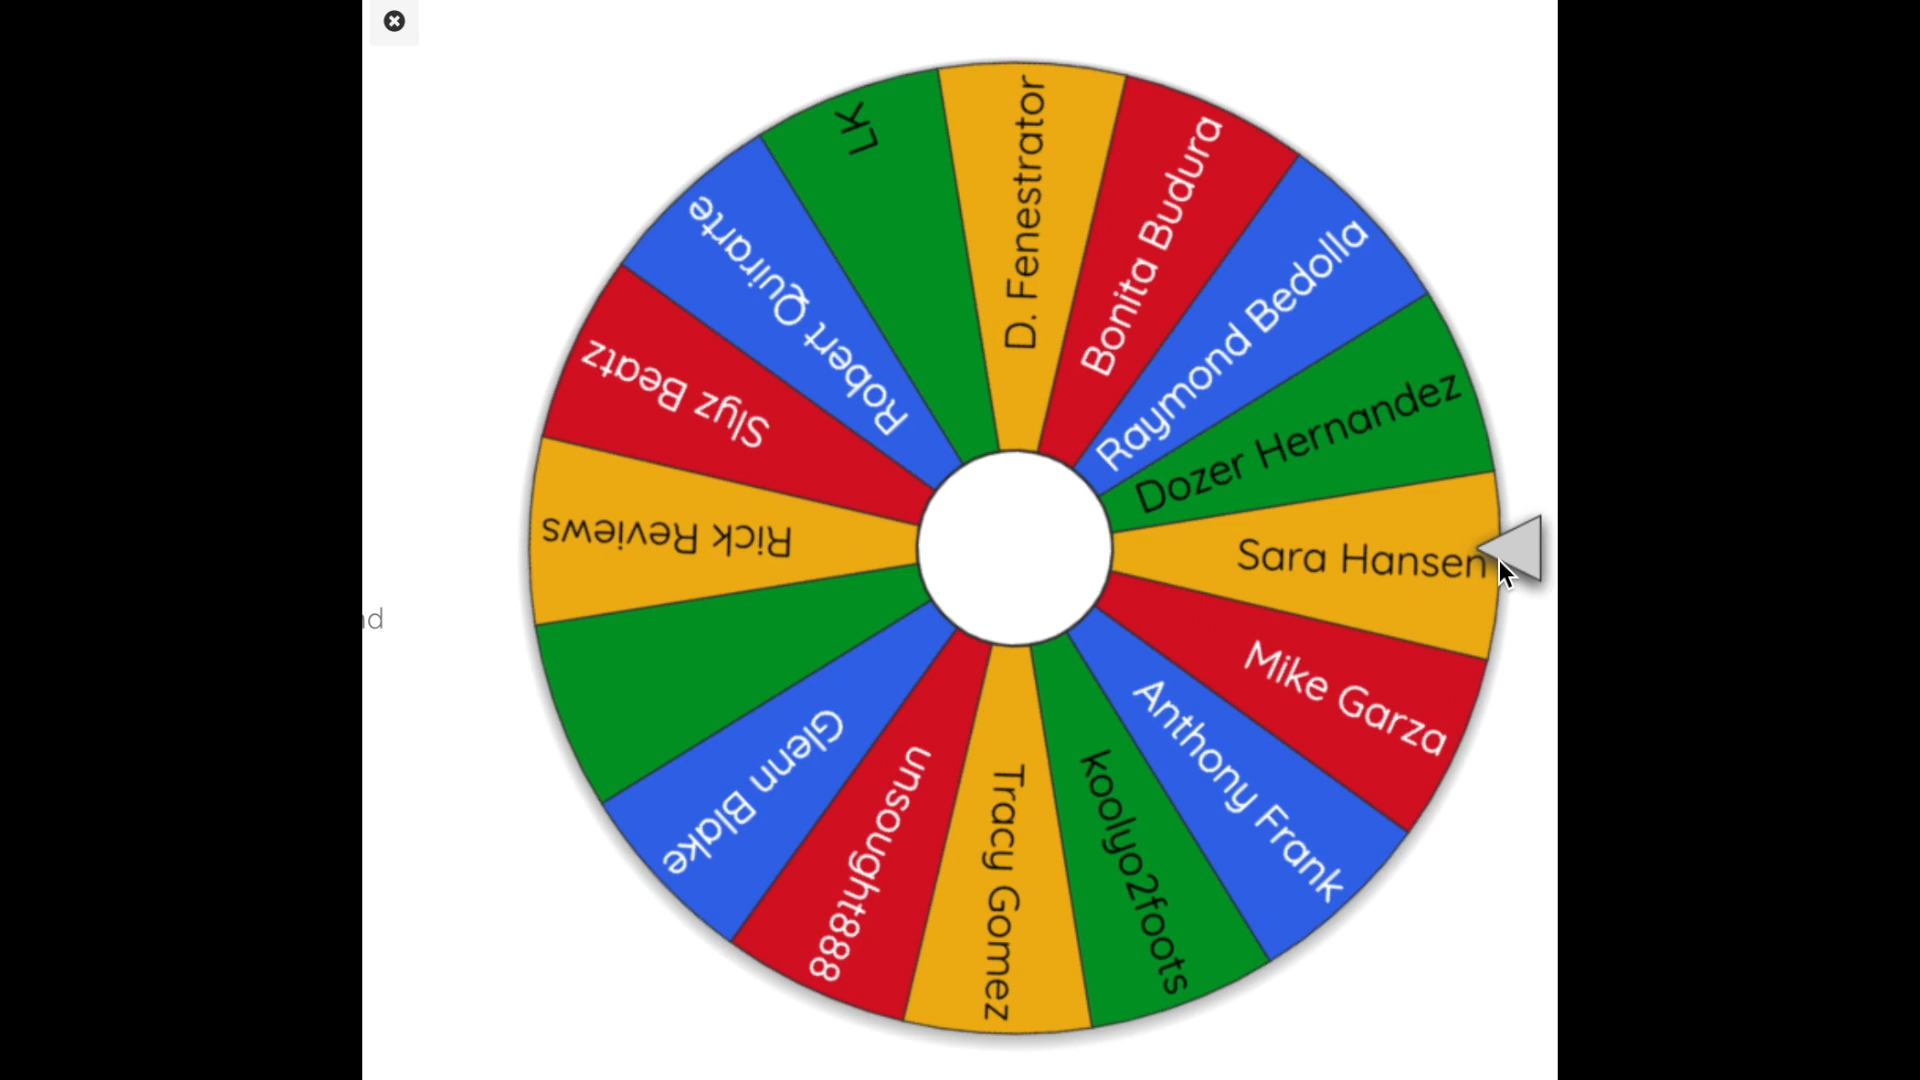 D. Fenestrator
Bonita Budura
Raymond Bedolla
Dozer Hernandez
Sara Hansen
Mike Garza
Anthony Frank
koolyo2foots
Tracy Gomez
unsought888
Glenn Blake
Rick Reviews
Slyz Beatz
Robert Quirarte
LK